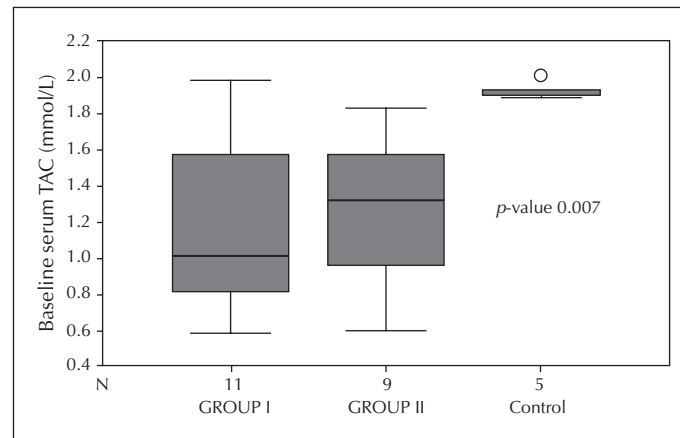 Baseline serum TAC (mmol/L)
2.2
2.0
1.8
1.6
1.4
1.2
1.0
0.8
0.6
0.4
p-value 0.007
N 11 9 5
GROUP I GROUP II Control